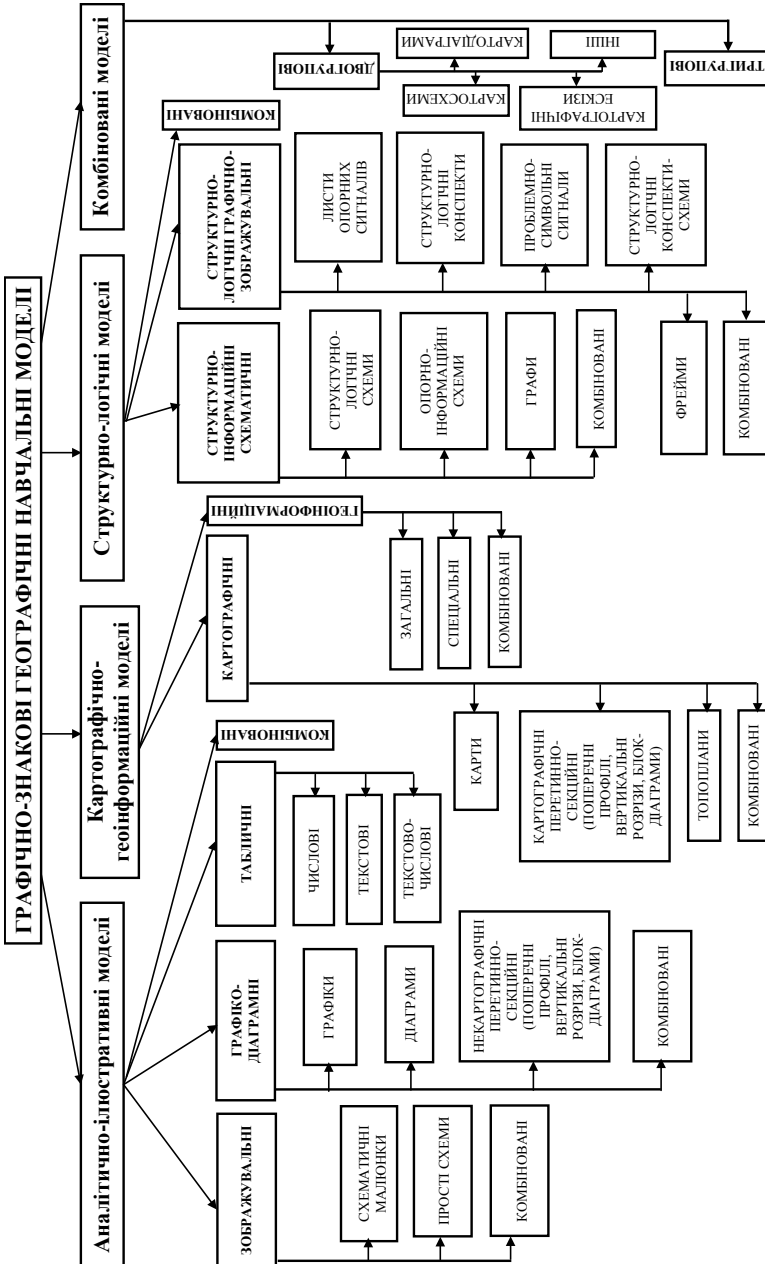 ГРАФІЧНО-ЗНАКОВІ ГЕОГРАФІЧНІ НАВЧАЛЬНІ МОДЕЛІ
Аналітично-ілюстративні моделі
Картографічно-
геоінформаційні моделі
Структурно-логічні моделі
Комбіновані моделі
ЗОБРАЖУВАЛЬНІ
СХЕМАТИЧНІ
МАЛЮНКИ
ПРОСТІ СХЕМИ
КОМБІНОВАНІ
ГРАФІКО-
ДІАГРАМНІ
ГРАФІКИ
ДІАГРАМИ
НЕКАРТОГРАФІЧНІ
ПЕРЕТИННО-
СЕКЦІЙНІ
(ПОПЕРЕЧНІ
ПРОФІЛІ,
ВЕРТИКАЛЬНІ
РОЗРІЗИ, БЛОК-
ДІАГРАМИ)
КОМБІНОВАНІ
ТАБЛИЧНІ
ЧИСЛОВІ
ТЕКСТОВІ
ТЕКСТОВО-
ЧИСЛОВІ
КОМБІНОВАНІ
КАРТОГРАФІЧНІ
КАРТИ
КАРТОГРАФІЧНІ
ПЕРЕТИННО-
СЕКЦІЙНІ
(ПОПЕРЕЧНІ
ПРОФІЛІ,
ВЕРТИКАЛЬНІ
РОЗРІЗИ, БЛОК-
ДІАГРАМИ)
ТОПОПЛАНИ
КОМБІНОВАНІ
ГЕОІНФОРМАЦІЙНІ
ЗАГАЛЬНІ
СПЕЦІАЛЬНІ
КОМБІНОВАНІ
СТРУКТУРНО-
ІНФОРМАЦІЙНІ
СХЕМАТИЧНІ
СТРУКТУРНО-
ЛОГІЧНІ
СХЕМИ
ОПОРНО-
ІНФОРМАЦІЙНІ
СХЕМИ
ГРАФИ
КОМБІНОВАНІ
СТРУКТУРНО-
ЛОГІЧНІ ГРАФІЧНО-
ЗОБРАЖУВАЛЬНІ
ЛИСТИ
ОПОРНИХ
СИГНАЛІВ
СТРУКТУРНО-
ЛОГІЧНІ
КОНСПЕКТИ
ПРОБЛЕМНО-
СИМВОЛЬНІ
СИГНАЛИ
СТРУКТУРНО-
ЛОГІЧНІ
КОНСПЕКТИ-
СХЕМИ
ФРЕЙМИ
КОМБІНОВАНІ
КОМБІНОВАНІ
ДВОГРУПОВІ
КАРТОСХЕМИ
КАРТОДІАГРАМИ
КАРТОГРАФІЧНІ
ЕСКІЗИ
ІНШІ
ТРИГРУПОВІ